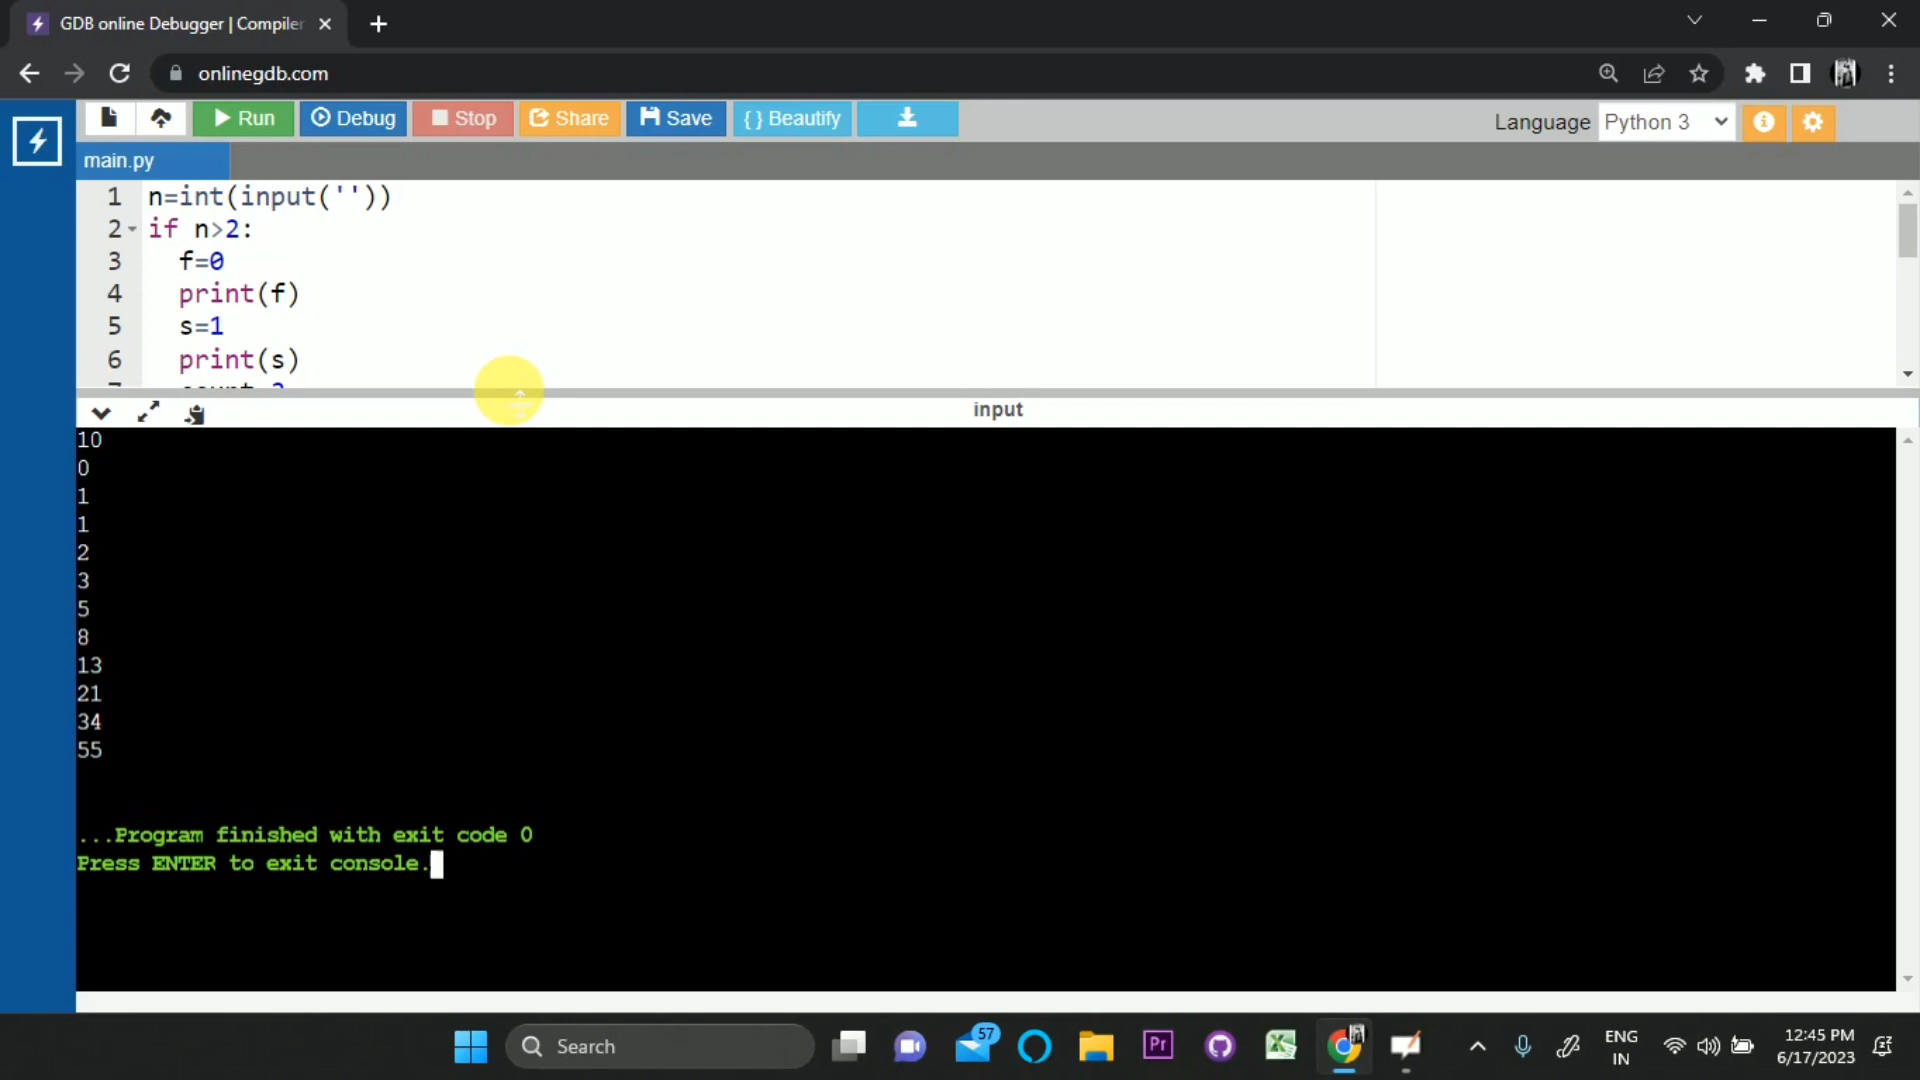 GDB online Debugger | Compiler
onlinegdb.com
Run Debug Stop Share Save { } Beautify Language Python 3
main.py
1 n=int(input(''))
2 if n>2:
3 f=0
4 print(f)
5 s=1
6 print(s)
input
10
0
1
1
2
3
5
8
13
21
34
55
...Program finished with exit code 0
Press ENTER to exit console.
57
Search
Pr
ENG
IN
12:45 PM
6/17/2023